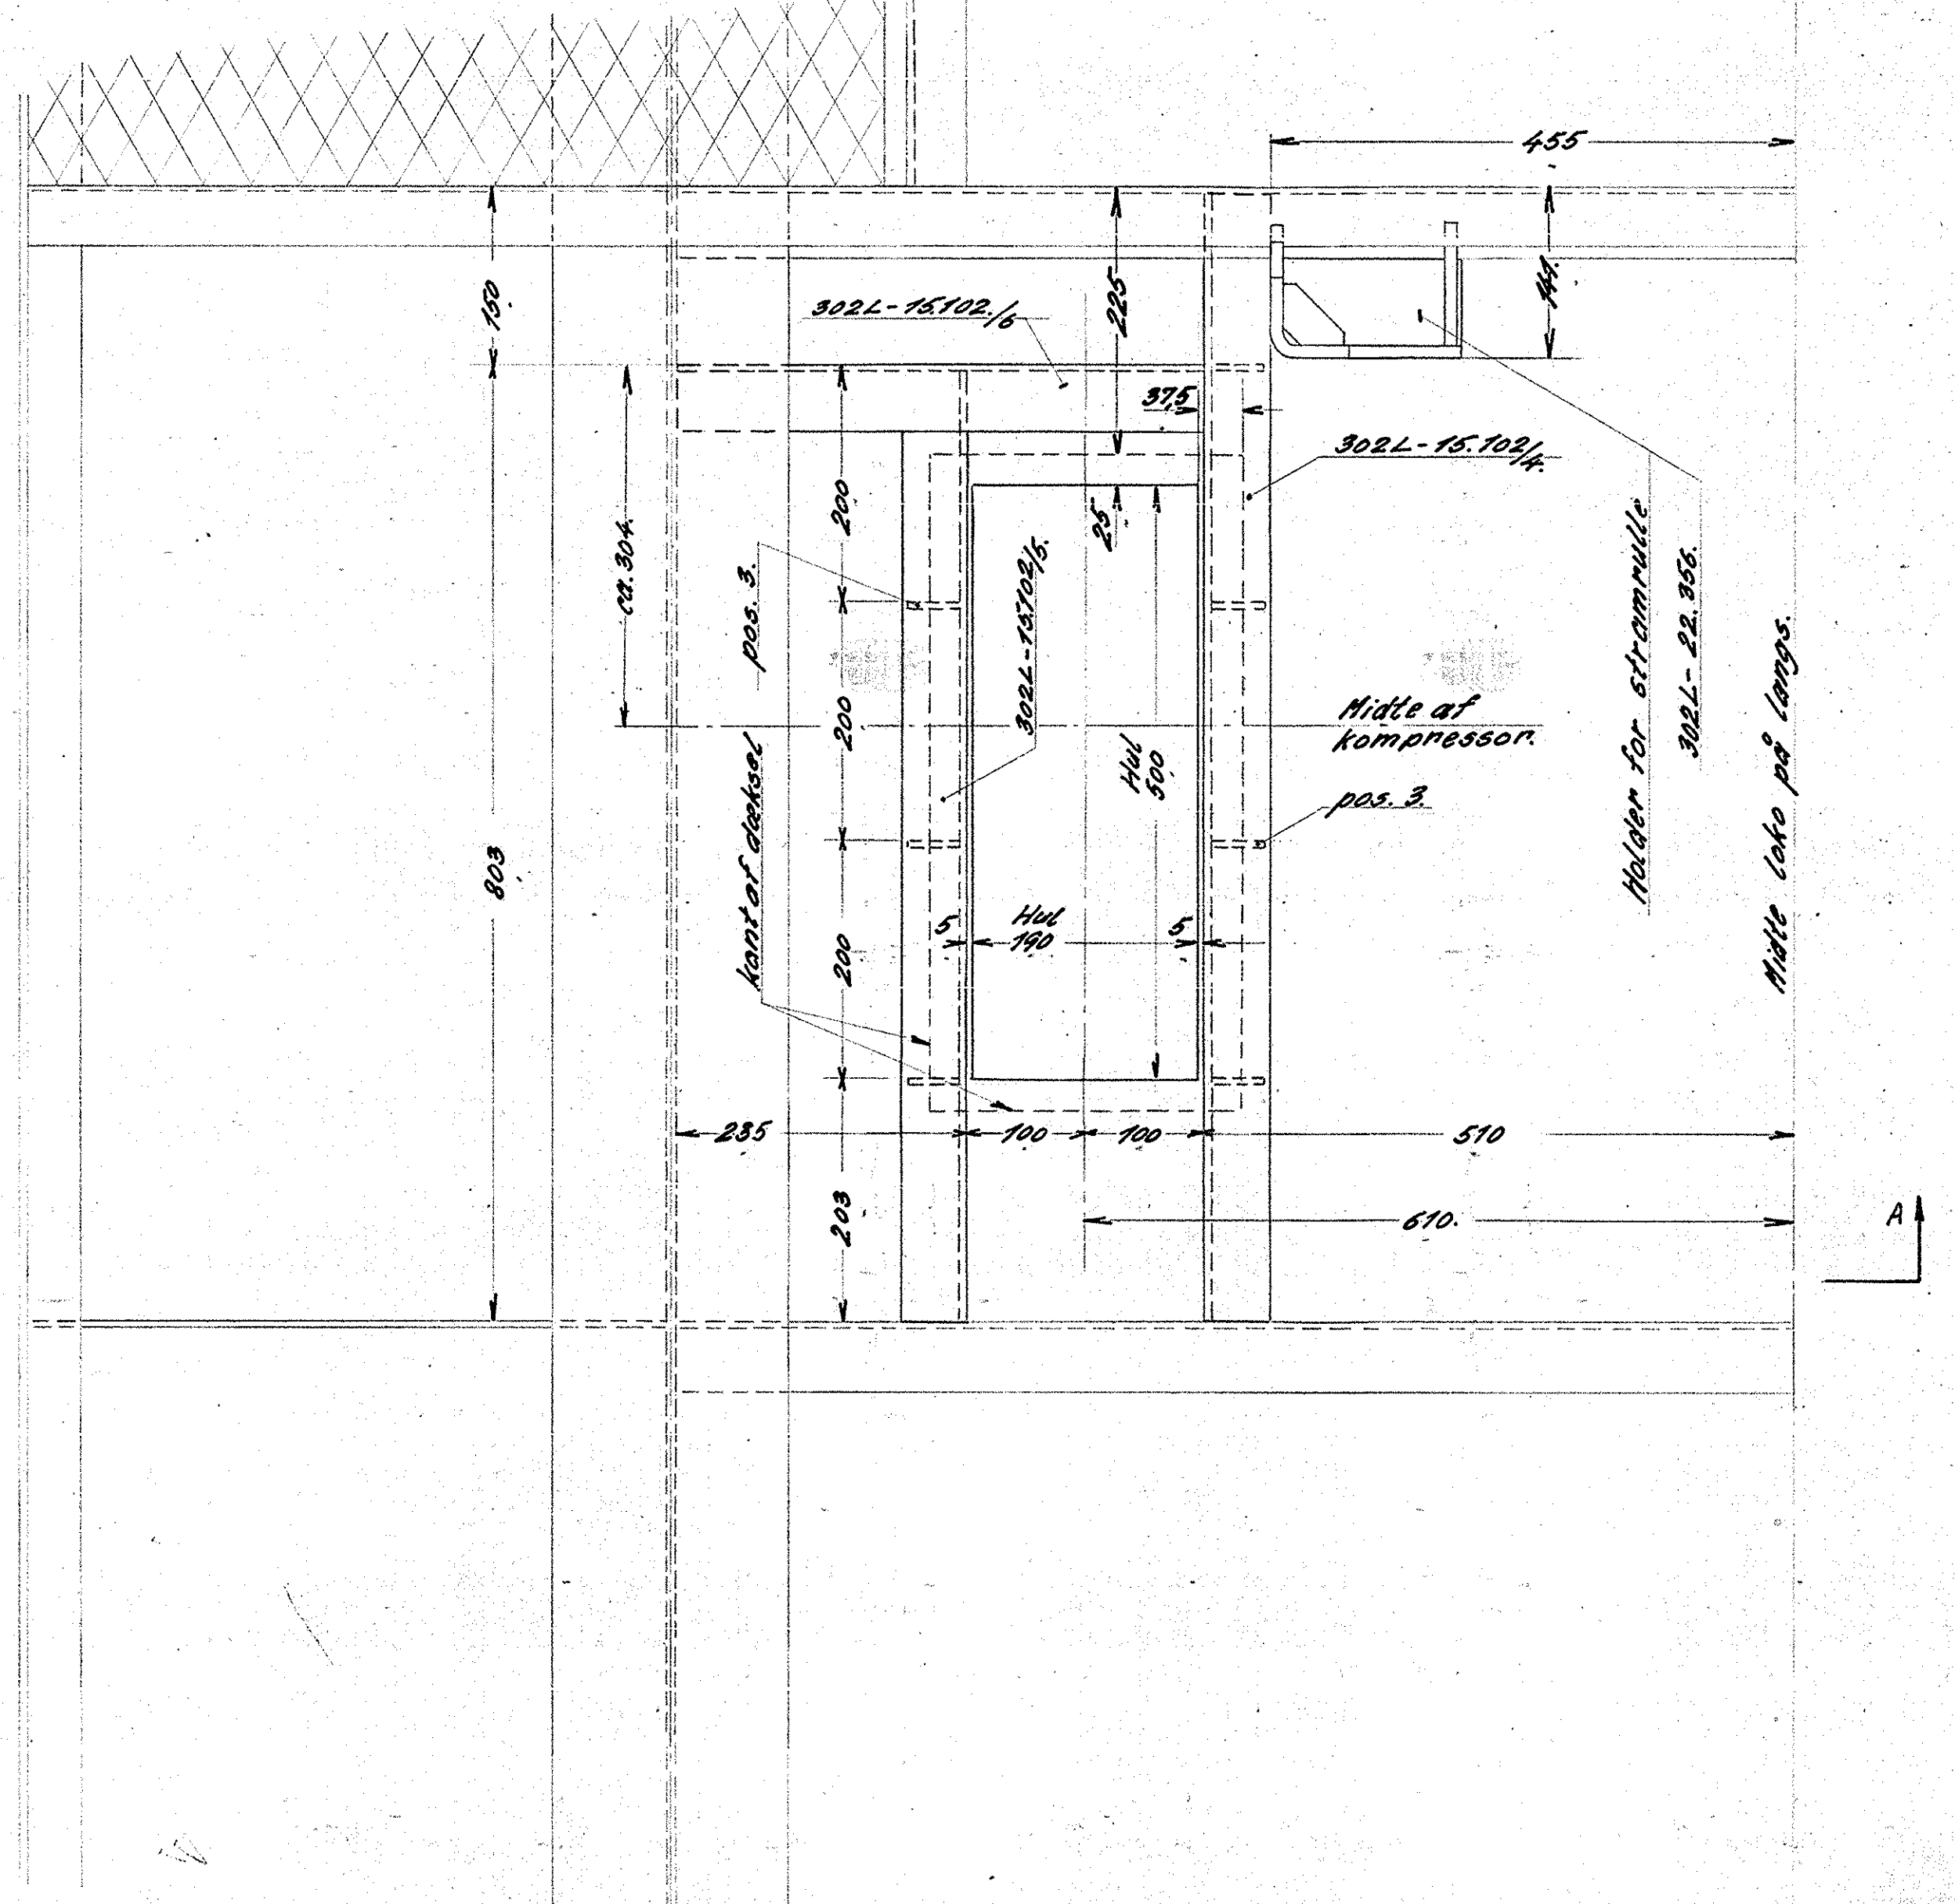 455
144.
150
225
302L-15.102./6
37,5
302L-15.102/4.
200
25
ca. 304.
pos. 3.
302L-15.102/5.
Holder for stramrulle
302L-22.356.
Midte loko på langs.
200
Midte af
kompressor.
Hul
500
pos. 3.
kant af dæksel
803
200
5
Hul
190
5
235
100
100
510
203
610.
A